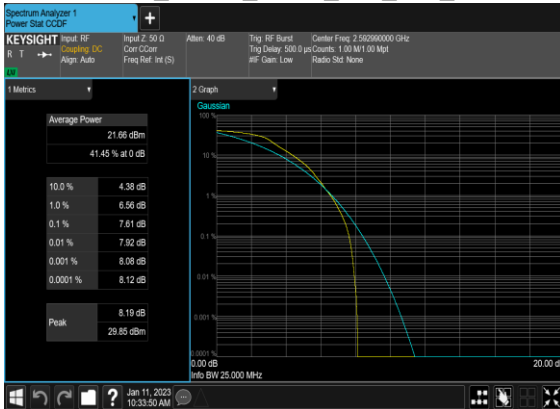 Spectrum Analyzer 1
Power Stat CCDF
KEYSIGHT
R T
Input: RF
Coupling: DC
Align: Auto
Input Z: 50 Ω
Corr CCorr
Freq Ref: Int (S)
Atten: 40 dB
Trig: RF Burst
Trig Delay: 500.0 µs
#IF Gain: Low
Center Freq: 2.592990000 GHz
Counts: 1.00 M/1.00 Mpt
Radio Std: None
1 Metrics
Average Power
21.66 dBm
41.45 % at 0 dB
10.0 % 4.38 dB
1.0 % 6.56 dB
0.1 % 7.61 dB
0.01 % 7.92 dB
0.001 % 8.08 dB
0.0001 % 8.12 dB
Peak
8.19 dB
29.85 dBm
2 Graph
Gaussian
100 %
10 %
1 %
0.1 %
0.01 %
0.001 %
0.0001 %
0.00 dB
20.00 d
Info BW 25.000 MHz
Jan 11, 2023
10:33:50 AM